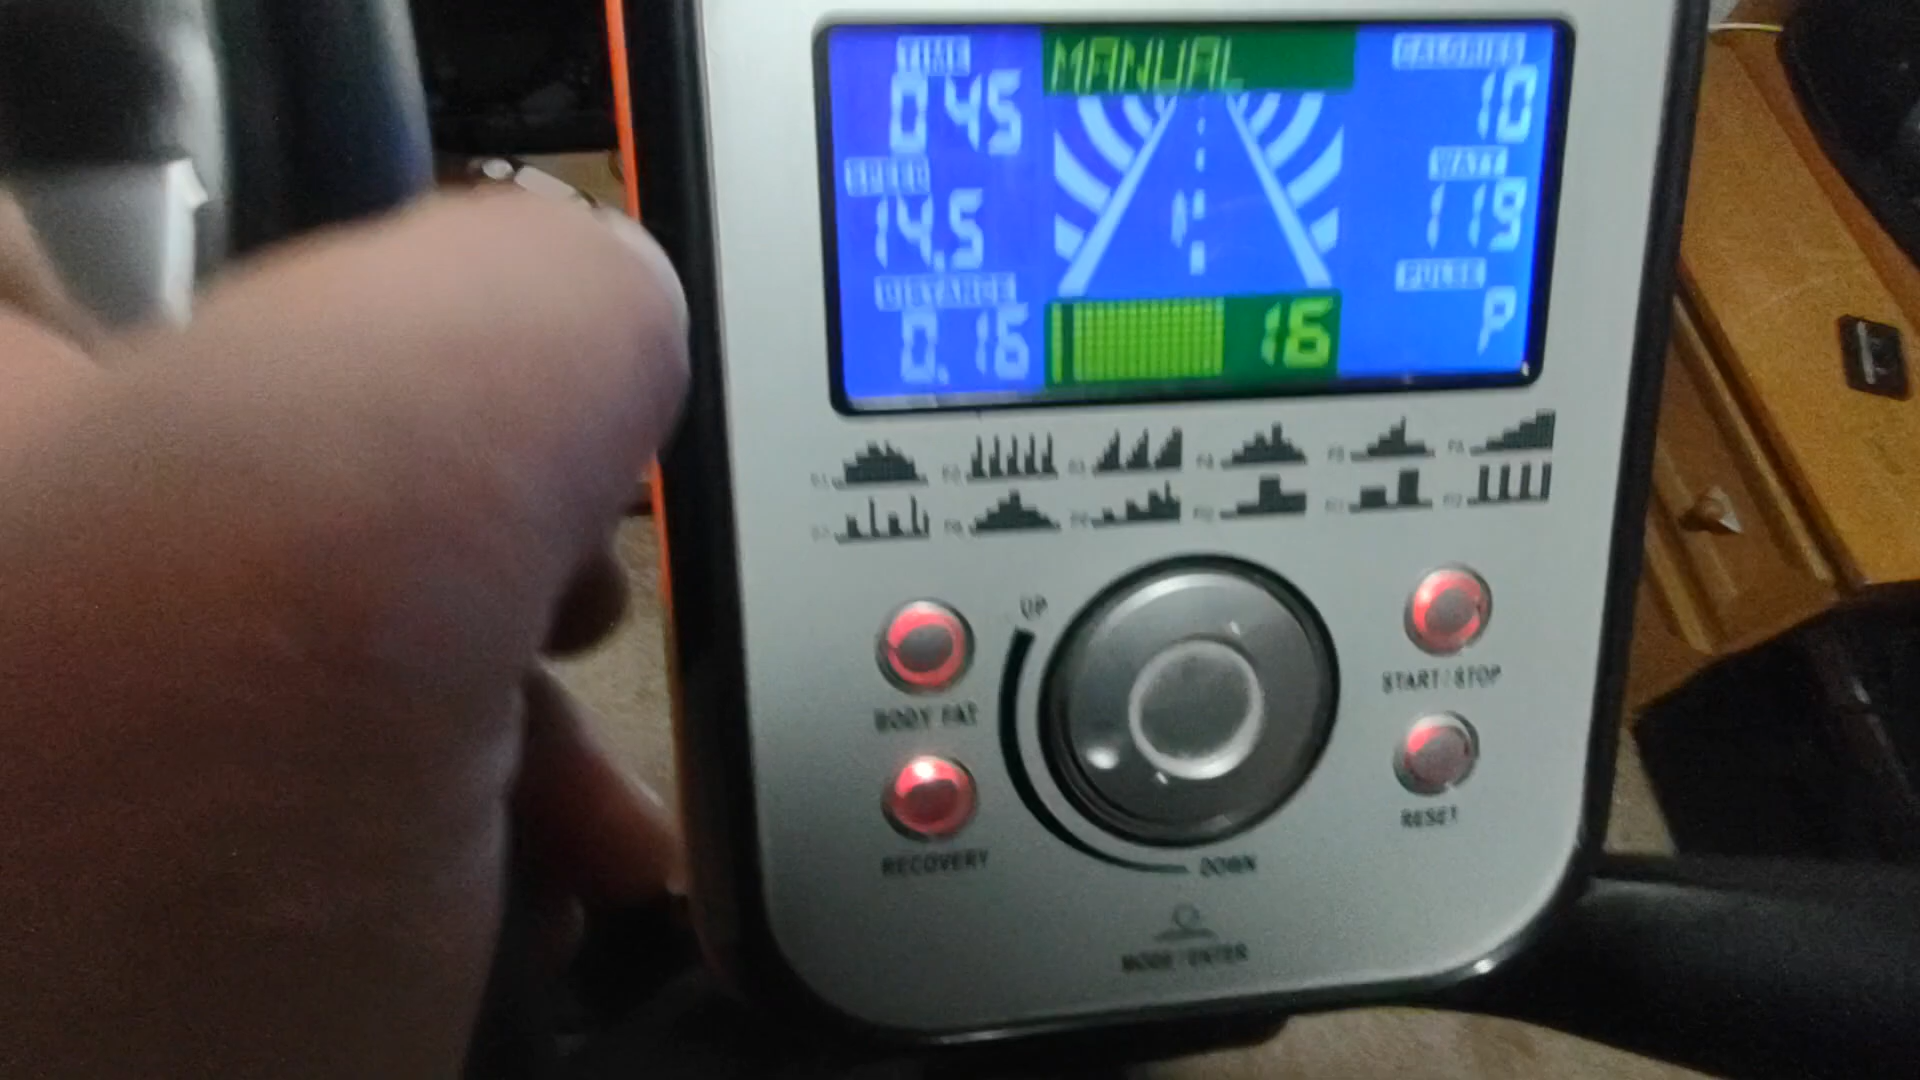 TIME
0 45
MANUAL
CALORIES
10
SPEED
14.5
WATT
119
DISTANCE
0.16
16
PULSE
P
UP
BODY FAT
START/STOP
RECOVERY
RESET
DOWN
MODE/ENTER